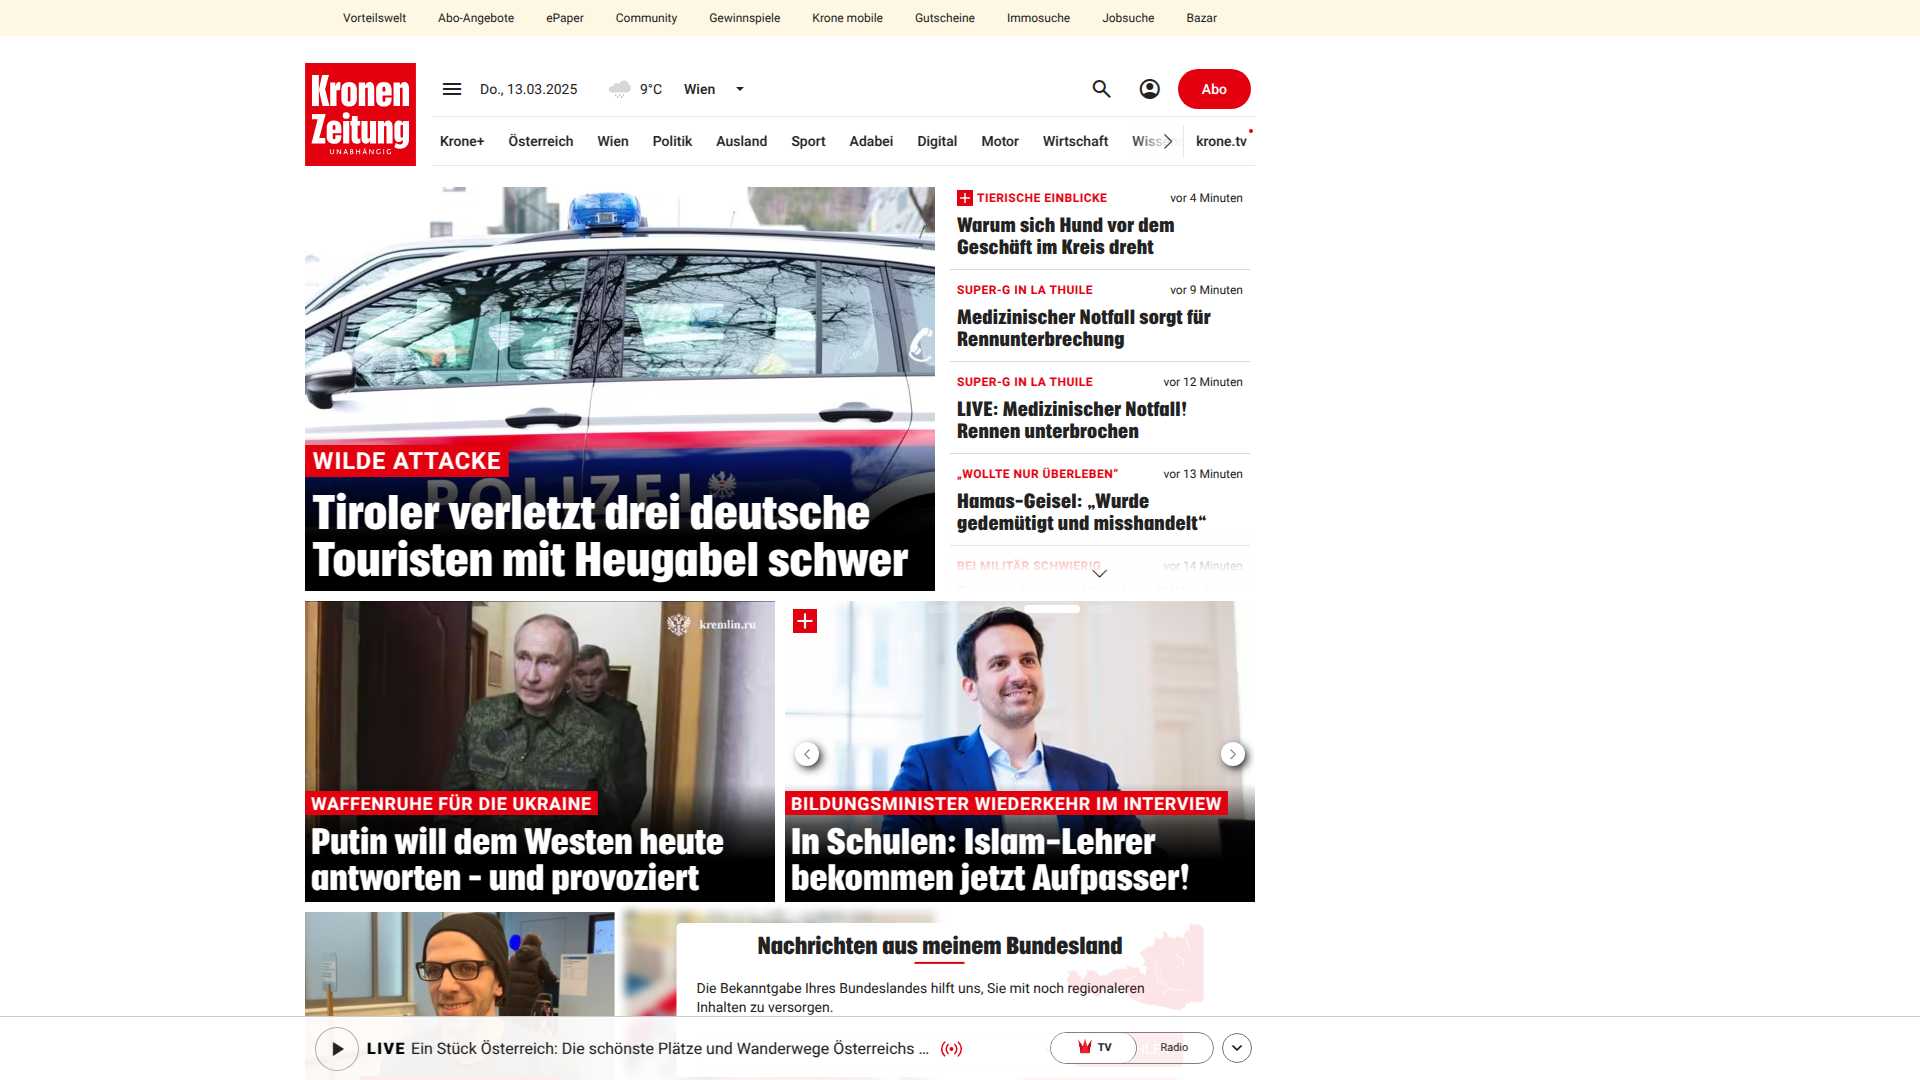 Vorteilswelt Abo-Angebote ePaper Community Gewinnspiele Krone mobile Gutscheine Immosuche Jobsuche Bazar
Kronen
Zeitung
UNABHÄNGIG
Do., 13.03.2025 9°C Wien
Abo
Krone+ Österreich Wien Politik Ausland Sport Adabei Digital Motor Wirtschaft krone.tv
POLIZEI
WILDE ATTACKE
Tiroler verletzt drei deutsche
Touristen mit Heugabel schwer
TIERISCHE EINBLICKE vor 4 Minuten
Warum sich Hund vor dem
Geschäft im Kreis dreht
SUPER-G IN LA THUILE vor 9 Minuten
Medizinischer Notfall sorgt für
Rennunterbrechung
SUPER-G IN LA THUILE vor 12 Minuten
LIVE: Medizinischer Notfall!
Rennen unterbrochen
„WOLLTE NUR ÜBERLEBEN“ vor 13 Minuten
Hamas-Geisel: „Wurde
gedemütigt und misshandelt“
BEI MILITÄR SCHWIERIG vor 14 Minuten
kremlin.ru
WAFFENRUHE FÜR DIE UKRAINE
Putin will dem Westen heute
antworten – und provoziert
BILDUNGSMINISTER WIEDERKEHR IM INTERVIEW
In Schulen: Islam-Lehrer
bekommen jetzt Aufpasser!
Nachrichten aus meinem Bundesland
Die Bekanntgabe Ihres Bundeslandes hilft uns, Sie mit noch regionaleren
Inhalten zu versorgen.
LIVE Ein Stück Österreich: Die schönste Plätze und Wanderwege Österreichs ...
TV Radio